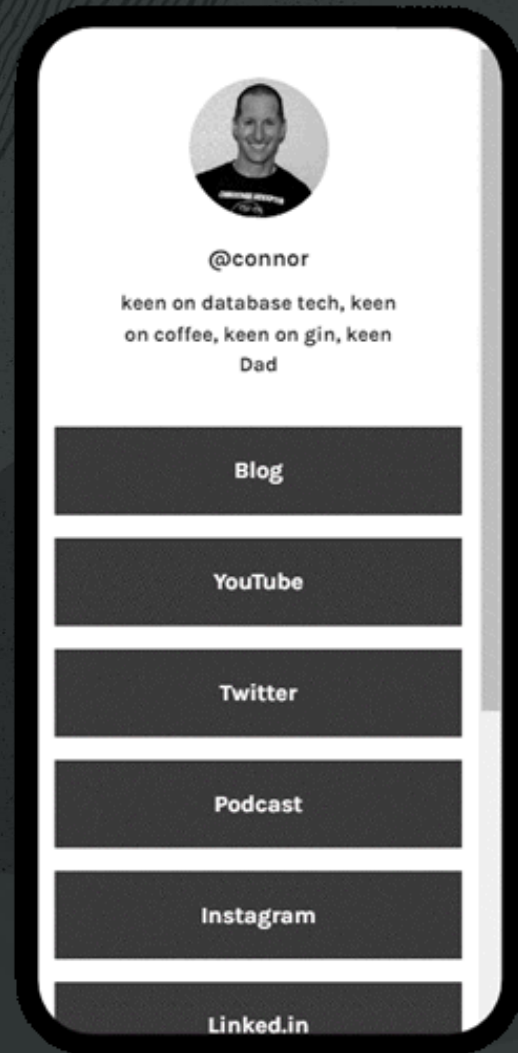 @connor
keen on database tech, keen
on coffee, keen on gin, keen
Dad
Blog
YouTube
Twitter
Podcast
Instagram
Linked.in